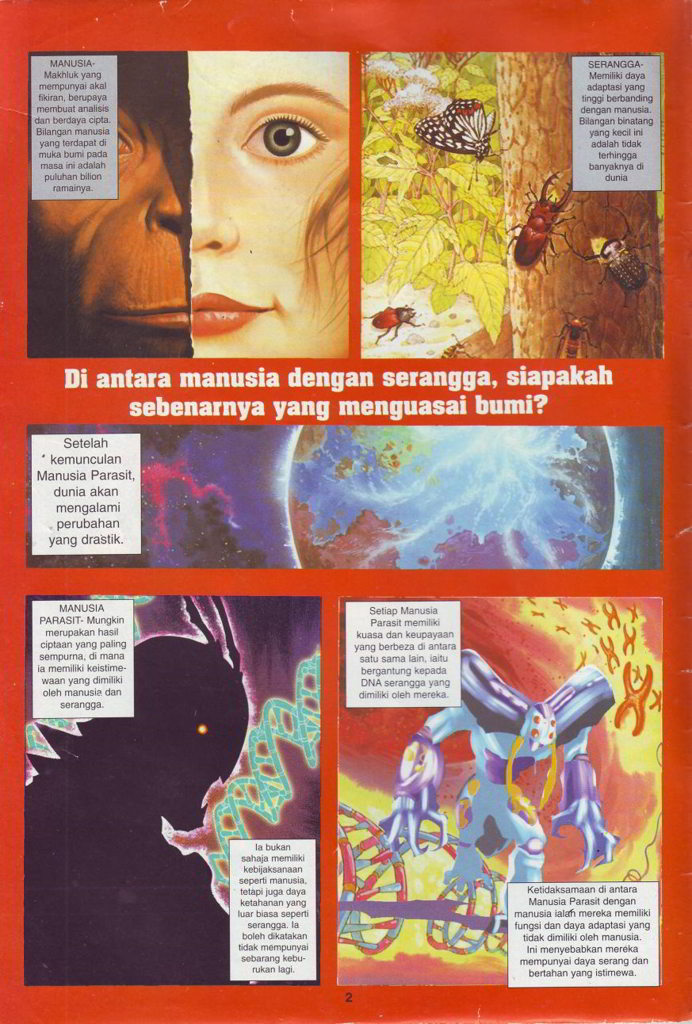 MANUSIA-
Makhluk yang
mempunyai akal
fikiran, berupaya
membuat analisis
dan berdaya cipta.
Bilangan manusia
yang terdapat di
muka bumi pada
masa ini adalah
puluhan bilion
ramainya.
SERANGGA-
Memiliki daya
adaptasi yang
tinggi berbanding
dengan manusia.
Bilangan binatang
yang kecil ini
adalah tidak
terhingga
banyaknya di
dunia
Di antara manusia dengan serangga, siapakah
sebenarnya yang menguasai bumi?
Setelah
kemunculan
Manusia Parasit,
dunia akan
mengalami
perubahan
yang drastik.
MANUSIA
PARASIT- Mungkin
merupakan hasil
ciptaan yang paling
sempurna, di mana
ia memiliki keistime-
waan yang dimiliki
oleh manusie dan
serangga.
Ia bukan
sahaja memiliki
kebijaksanaan
seperti manusia,
tetapi juga daya
ketahanan yang
luar biasa seperti
serangga. Ia
boleh dikatakan
tidak mempunyai
sebarang kebu-
rukan lagi.
Setiap Manusia
Parasit memiliki
kuasa dan keupayaan
yang berbeza di antara
satu sama lain, iaitu
bergantung kepada
DNA serangga yang
dimiliki oleh mereka.
Ketidaksamaan di antara
Manusia Parasit dengan
manusia ialah mereka memiliki
fungsi dan daya adaptasi yang
tidak dimiliki oleh manusia.
Ini menyebabkan mereka
mempunyai daya serang dan
bertahan yang istimewa.
2